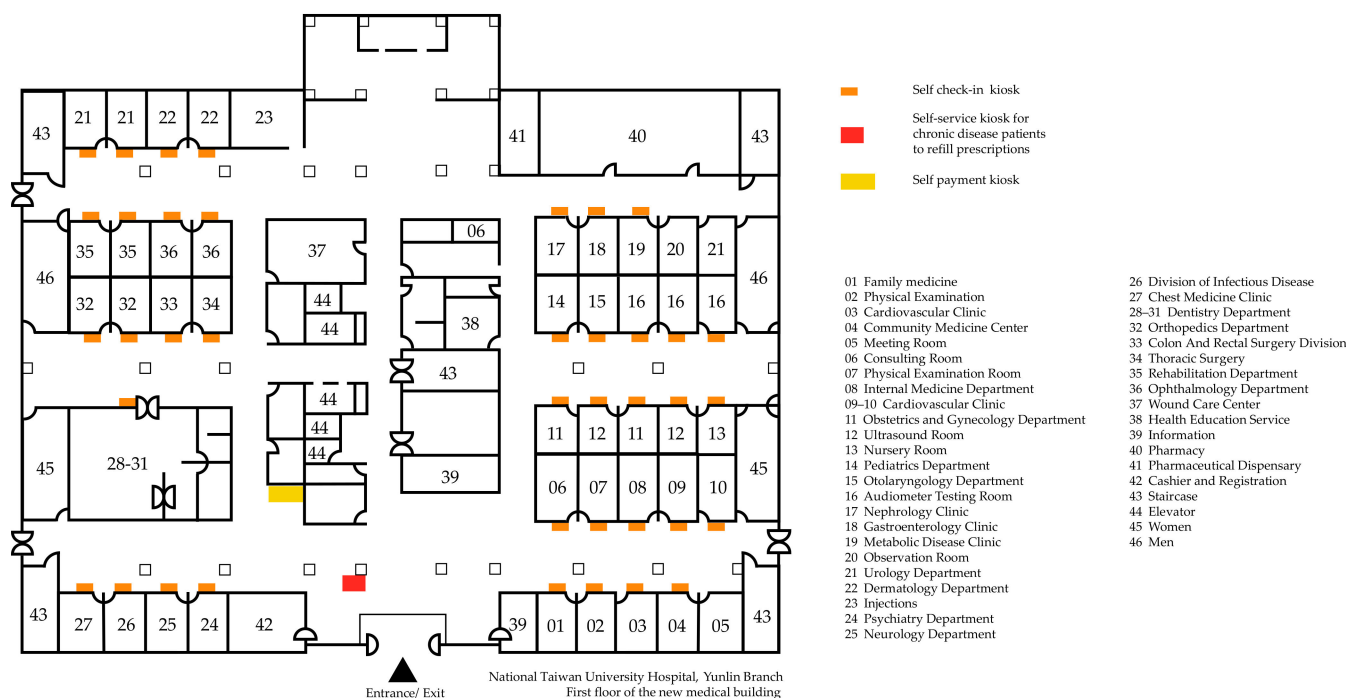 21 21 22 22 23
43
41 40 43
Self check-in kiosk
Self-service kiosk for
chronic disease patients
to refill prescriptions
Self payment kiosk
35 35 36 36
46
32 32 33 34
37
44
44
06
38
43
17 18 19 20 21
46
14 15 16 16 16
44
44
44
39
45
28-31
11 12 11 12 13
45
06 07 08 09 10
43
27 26 25 24 42
39 01 02 03 04 05
43
Entrance/ Exit
National Taiwan University Hospital, Yunlin Branch
First floor of the new medical building
01 Family medicine
02 Physical Examination
03 Cardiovascular Clinic
04 Community Medicine Center
05 Meeting Room
06 Consulting Room
07 Physical Examination Room
08 Internal Medicine Department
09–10 Cardiovascular Clinic
11 Obstetrics and Gynecology Department
12 Ultrasound Room
13 Nursery Room
14 Pediatrics Department
15 Otolaryngology Department
16 Audiometer Testing Room
17 Nephrology Clinic
18 Gastroenterology Clinic
19 Metabolic Disease Clinic
20 Observation Room
21 Urology Department
22 Dermatology Department
23 Injections
24 Psychiatry Department
25 Neurology Department
26 Division of Infectious Disease
27 Chest Medicine Clinic
28–31 Dentistry Department
32 Orthopedics Department
33 Colon And Rectal Surgery Division
34 Thoracic Surgery
35 Rehabilitation Department
36 Ophthalmology Department
37 Wound Care Center
38 Health Education Service
39 Information
40 Pharmacy
41 Pharmaceutical Dispensary
42 Cashier and Registration
43 Staircase
44 Elevator
45 Women
46 Men